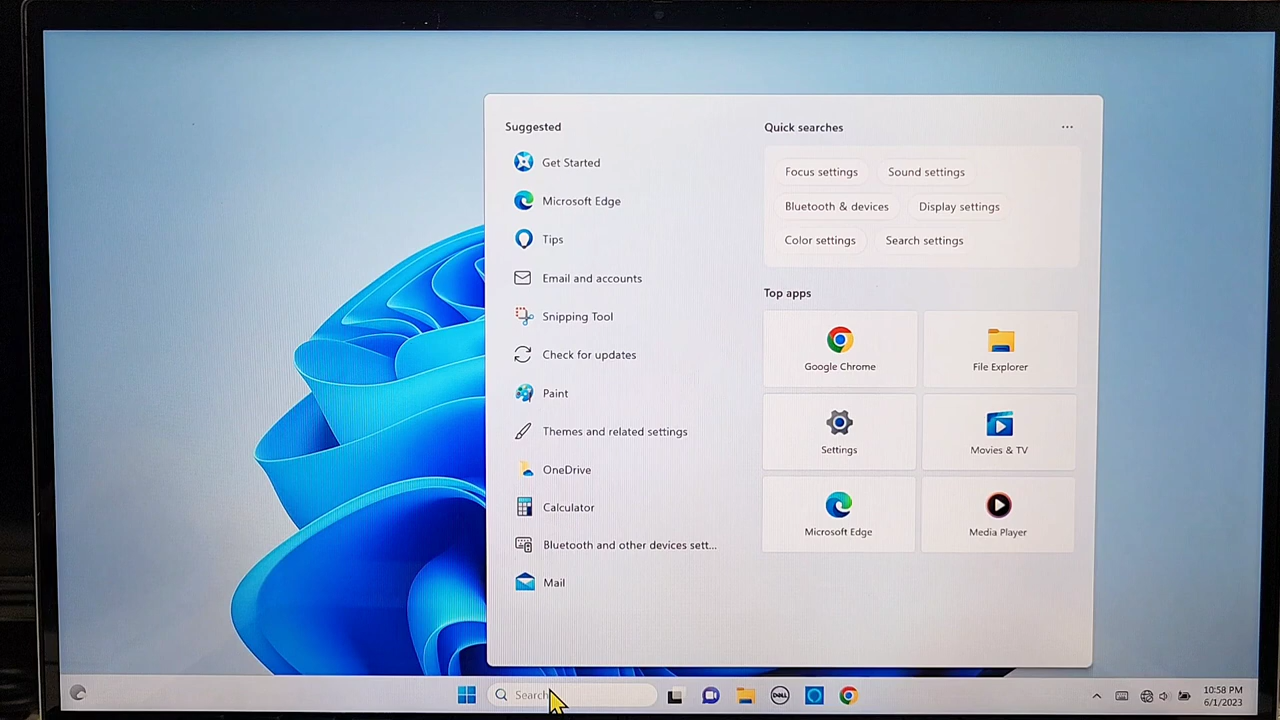 Suggested
Get Started
Microsoft Edge
Tips
Email and accounts
Snipping Tool
Check for updates
Paint
Themes and related settings
OneDrive
Calculator
Bluetooth and other devices sett...
Mail
Quick searches
Focus settings
Sound settings
Bluetooth & devices
Display settings
Color settings
Search settings
Top apps
Google Chrome
File Explorer
Settings
Movies & TV
Microsoft Edge
Media Player
Search
DELL
10:58 PM
6/1/2023